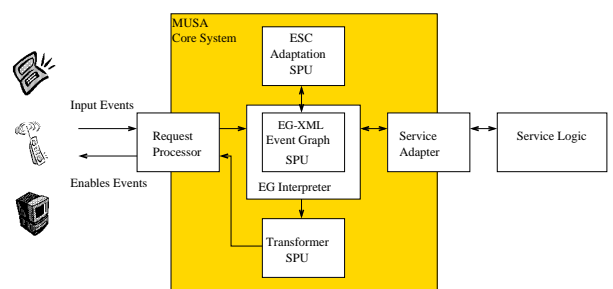 MUSA
Core System
ESC
Adaptation
SPU
Input Events
Enables Events
Request
Processor
EG-XML
Event Graph
SPU
EG Interpreter
Service
Adapter
Service Logic
Transformer
SPU